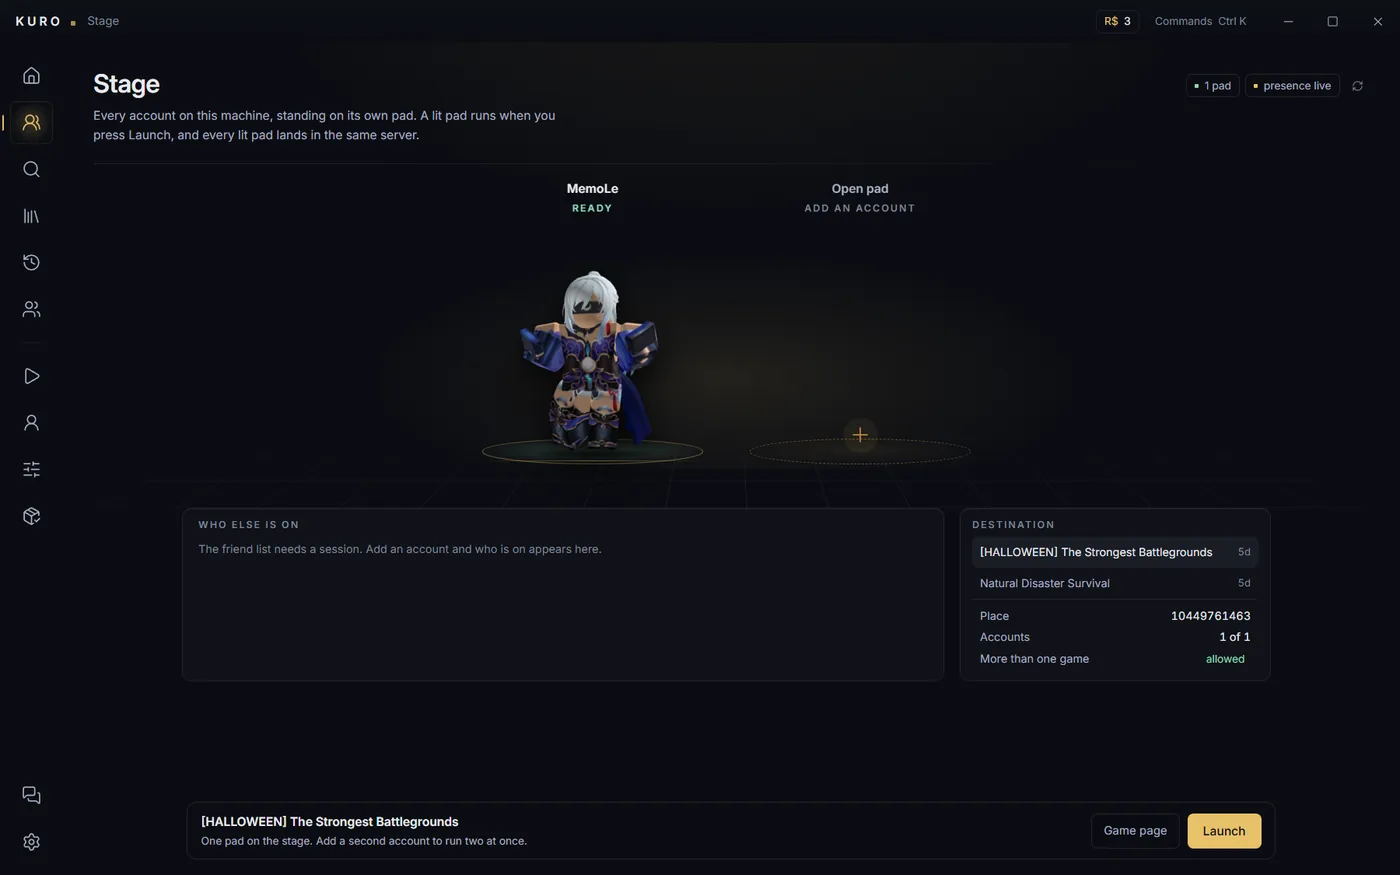 KURO
Stage
R$ 3
Commands Ctrl K
Stage
1 pad
presence live
Every account on this machine, standing on its own pad. A lit pad runs when you
press Launch, and every lit pad lands in the same server.
MemoLe
READY
Open pad
ADD AN ACCOUNT
WHO ELSE IS ON
The friend list needs a session. Add an account and who is on appears here.
DESTINATION
[HALLOWEEN] The Strongest Battlegrounds 5d
Natural Disaster Survival 5d
Place 10449761463
Accounts 1 of 1
More than one game allowed
[HALLOWEEN] The Strongest Battlegrounds
One pad on the stage. Add a second account to run two at once.
Game page
Launch